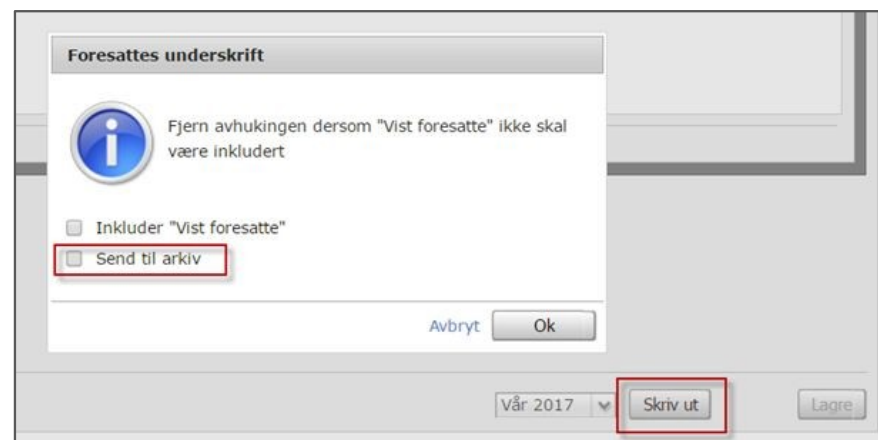 Foresattes underskrift
Fjern avhukingen dersom "Vist foresatte" ikke skal
være inkludert
Inkluder "Vist foresatte"
Send til arkiv
Avbryt Ok
Vår 2017 Skriv ut Lagre